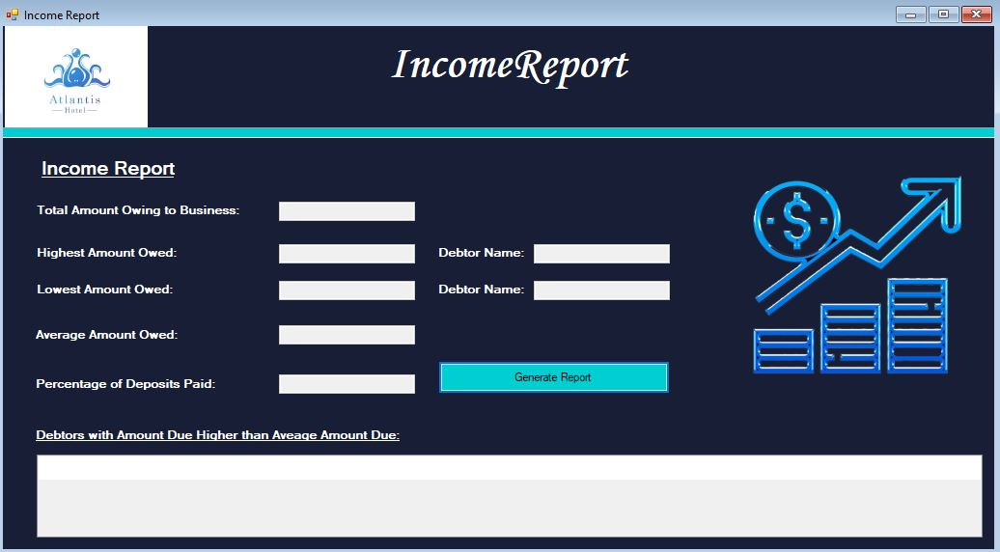 Income Report
IncomeReport
Atlantis
Hotel
Income Report
Total Amount Owing to Business:
Highest Amount Owed: Debtor Name:
Lowest Amount Owed: Debtor Name:
Average Amount Owed:
Percentage of Deposits Paid: Generate Report
Debtors with Amount Due Higher than Aveage Amount Due:
$